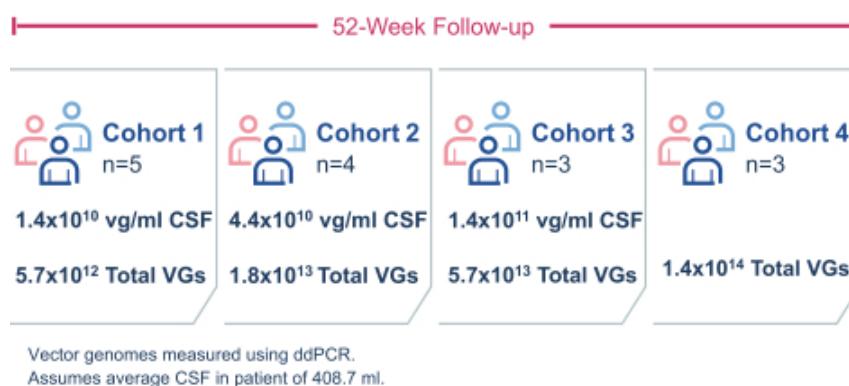 52-Week Follow-up
Cohort 1
n=5
1.4x10¹⁰ vg/ml CSF
5.7x10¹² Total VGs
Cohort 2
n=4
4.4x10¹⁰ vg/ml CSF
1.8x10¹³ Total VGs
Cohort 3
n=3
1.4x10¹¹ vg/ml CSF
5.7x10¹³ Total VGs
Cohort 4
n=3
1.4x10¹⁴ Total VGs
Vector genomes measured using ddPCR.
Assumes average CSF in patient of 408.7 ml.